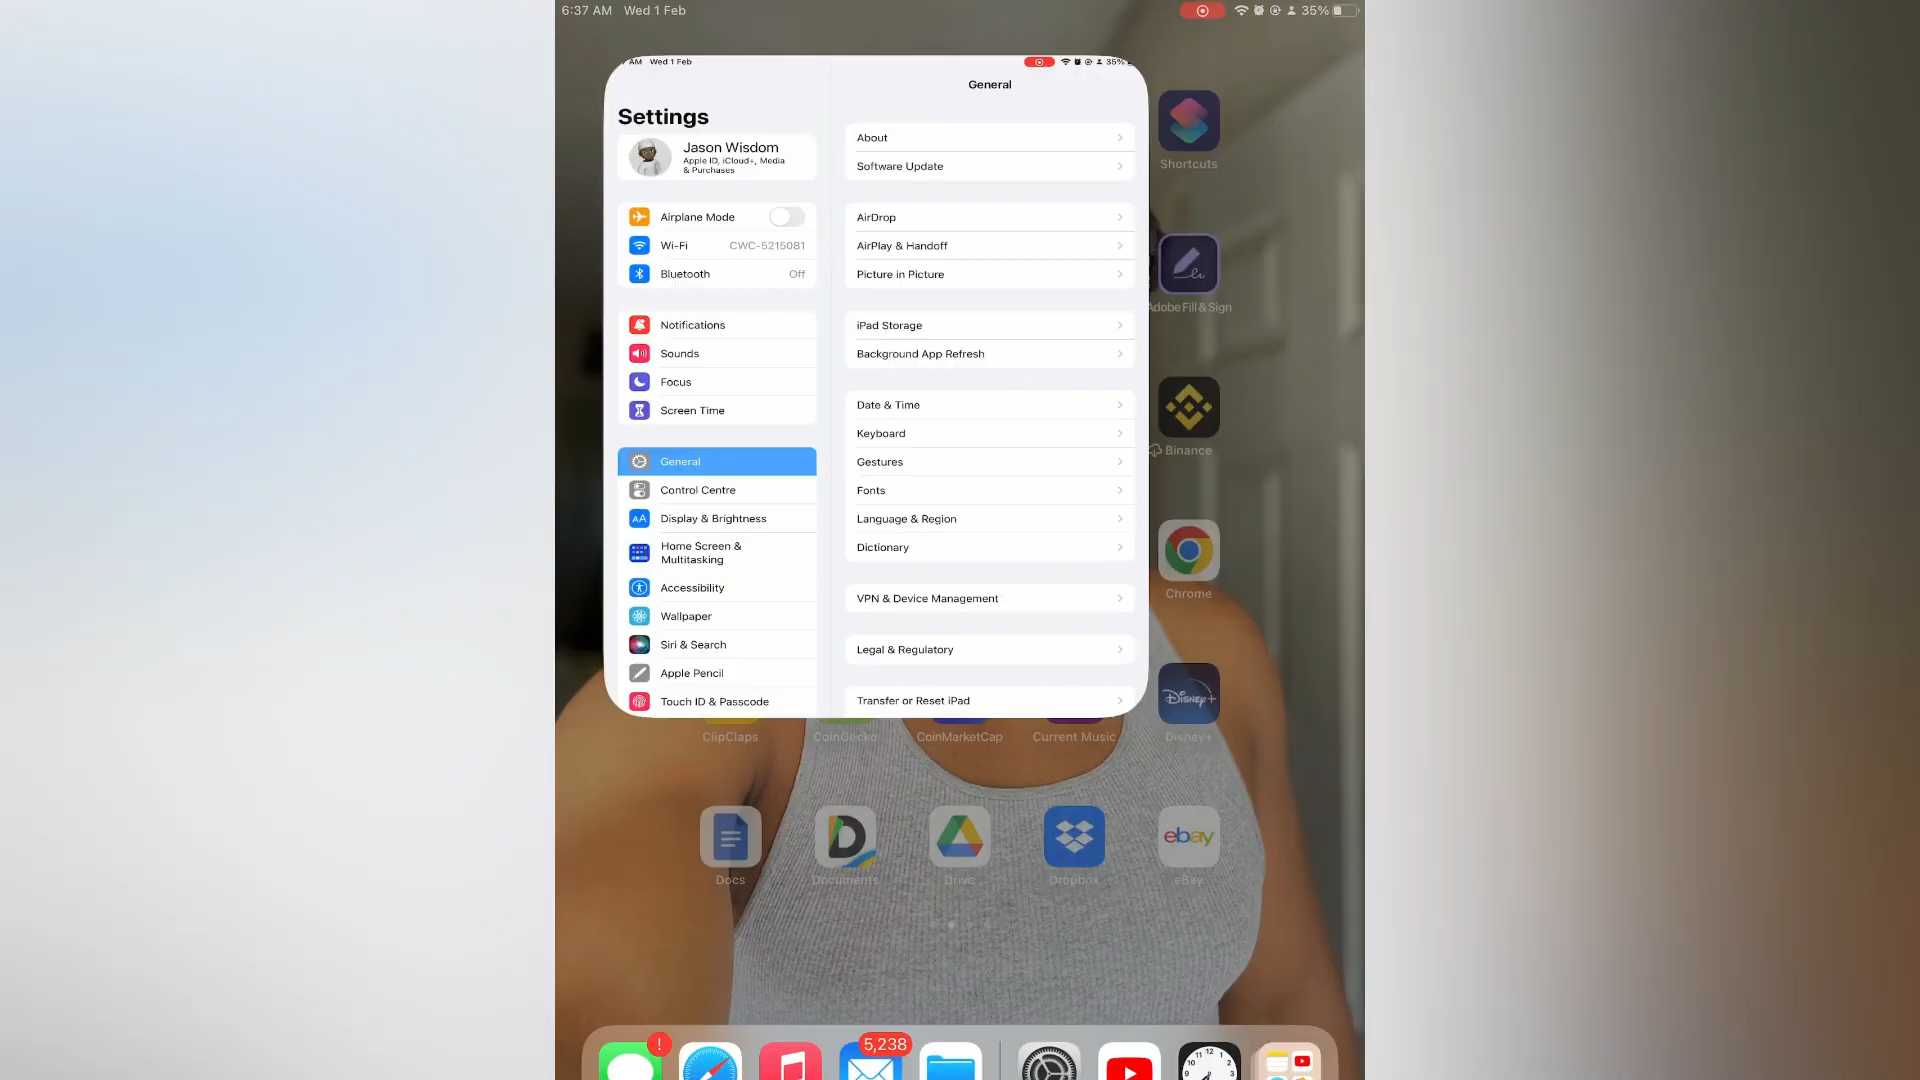 6:37 AM Wed 1 Feb
35%
AM Wed 1 Feb
35%
General
Settings
Jason Wisdom
Apple ID, iCloud+, Media
& Purchases
Airplane Mode
Wi-Fi CWC-5215081
Bluetooth Off
Notifications
Sounds
Focus
Screen Time
General
Control Centre
AA Display & Brightness
Home Screen &
Multitasking
Accessibility
Wallpaper
Siri & Search
Apple Pencil
Touch ID & Passcode
About
Software Update
AirDrop
AirPlay & Handoff
Picture in Picture
iPad Storage
Background App Refresh
Date & Time
Keyboard
Gestures
Fonts
Language & Region
Dictionary
VPN & Device Management
Legal & Regulatory
Transfer or Reset iPad
Shortcuts
Adobe Fill & Sign
Binance
Chrome
Disney+
ClipClaps CoinGecko CoinMarketCap Current Music Disney+
D
ebay
Docs Documents Drive Dropbox eBay
!
5,238